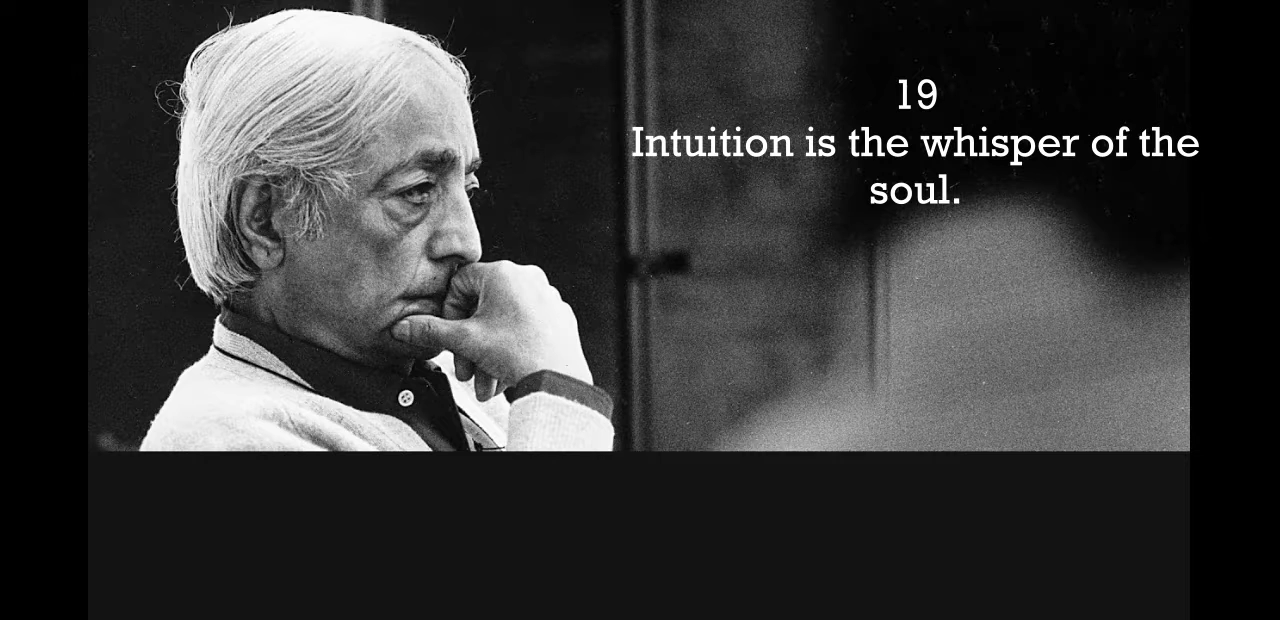 19
Intuition is the whisper of the
soul.